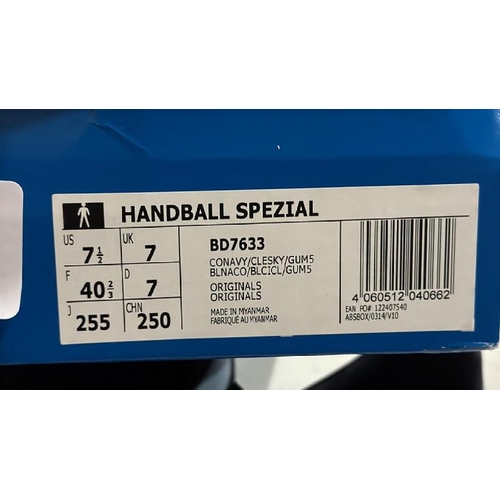 HANDBALL SPEZIAL
US 7 1/2 UK 7
F 40 2/3 D 7
J 255 CHN 250
BD7633
CONAVY/CLESKY/GUM5
BLNACO/BLCICL/GUM5
ORIGINALS
ORIGINALS
MADE IN MYANMAR
FABRIQUÉ AU MYANMAR
4 060512 040662
EAN PO# 122407540
ABSBOX/0314/V10